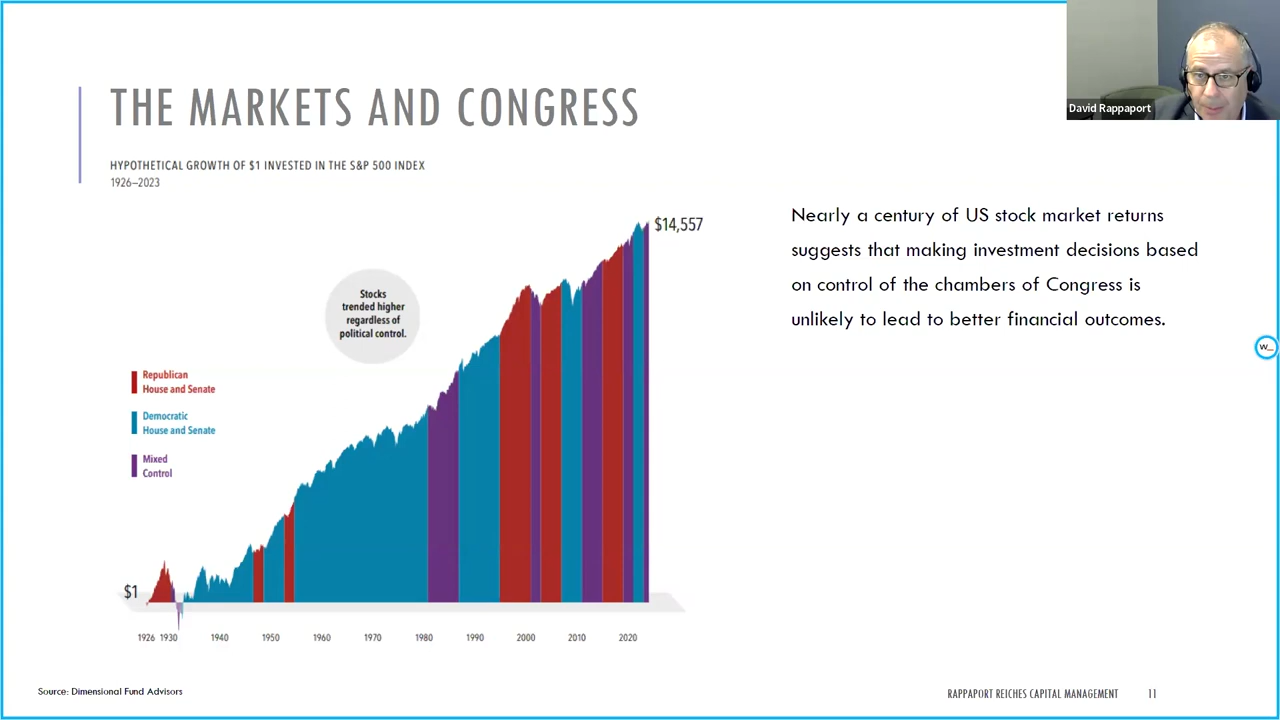 THE MARKETS AND CONGRESS
David Rappaport
HYPOTHETICAL GROWTH OF $1 INVESTED IN THE S&P 500 INDEX
1926–2023
$14,557
Nearly a century of US stock market returns
suggests that making investment decisions based
on control of the chambers of Congress is
unlikely to lead to better financial outcomes.
Stocks
trended higher
regardless of
political control.
Republican
House and Senate
Democratic
House and Senate
Mixed
Control
$1
1926 1930 1940 1950 1960 1970 1980 1990 2000 2010 2020
W_
Source: Dimensional Fund Advisors
RAPPAPORT REICHES CAPITAL MANAGEMENT 11